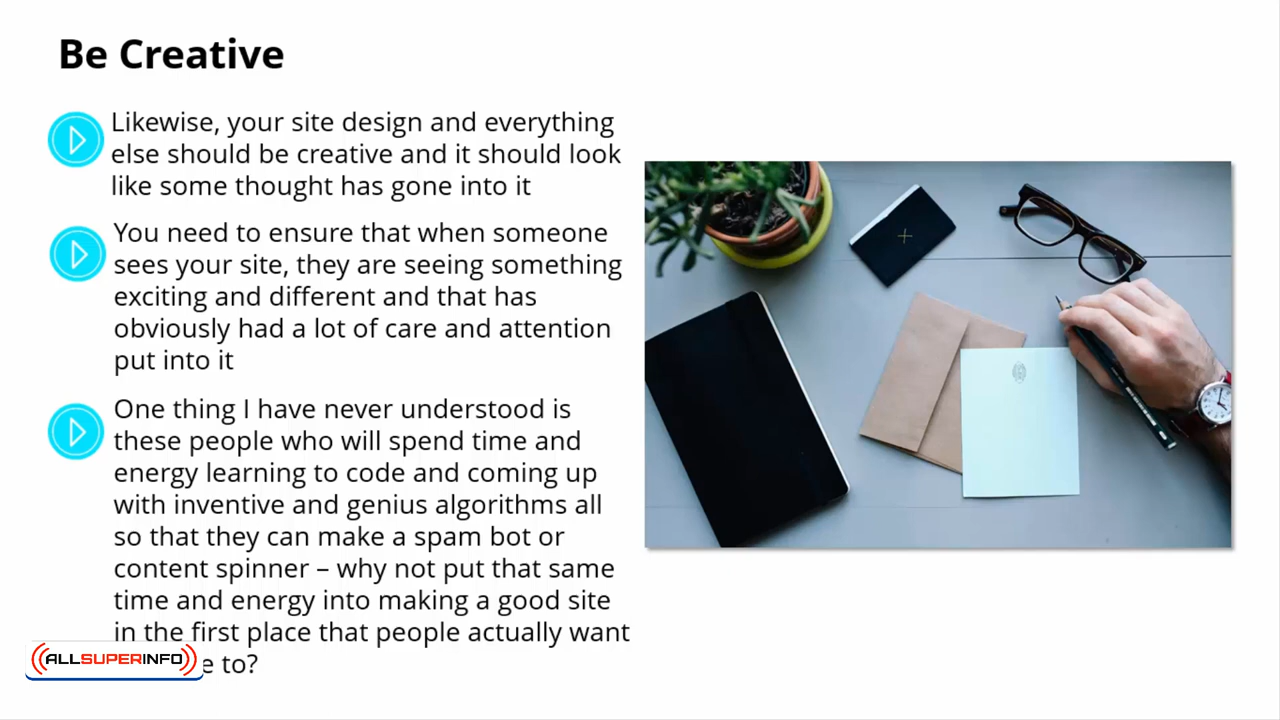 Be Creative
Likewise, your site design and everything
else should be creative and it should look
like some thought has gone into it
You need to ensure that when someone
sees your site, they are seeing something
exciting and different and that has
obviously had a lot of care and attention
put into it
One thing I have never understood is
these people who will spend time and
energy learning to code and coming up
with inventive and genius algorithms all
so that they can make a spam bot or
content spinner – why not put that same
time and energy into making a good site
in the first place that people actually want
to?
ALLSUPERINFO